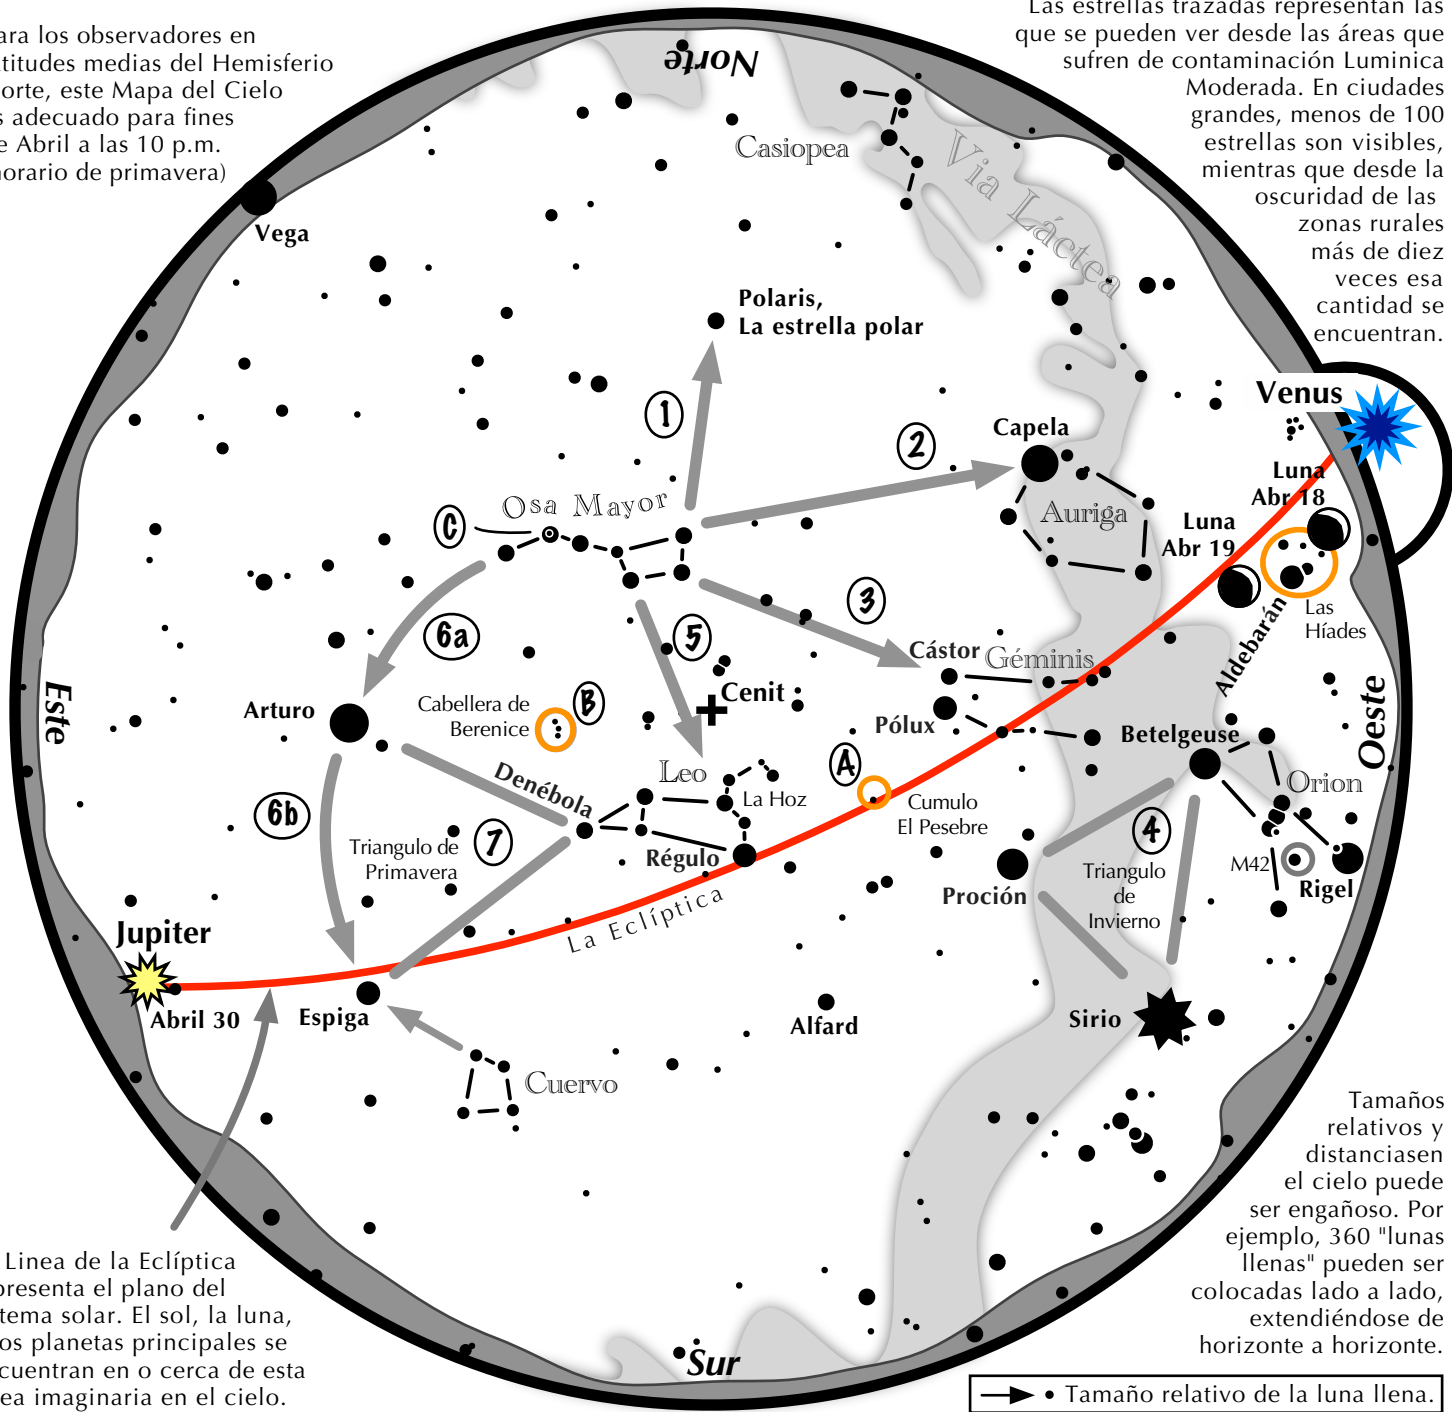 ara los observadores en
titudes medias del Hemisferio
orte, este Mapa del Cielo
s adecuado para fines
e Abril a las 10 p.m.
horario de primavera)
Las estrellas trazadas representan las
que se pueden ver desde las áreas que
sufren de contaminación Luminica
Moderada. En ciudades
grandes, menos de 100
estrellas son visibles,
mientras que desde la
oscuridad de las
zonas rurales
más de diez
veces esa
cantidad se
encuentran.
Norte
Casiopea
Via Láctea
Vega
Polaris,
La estrella polar
1
2
Capela
Venus
Luna
Abr 18
Luna
Abr 19
Osa Mayor
C
Auriga
3
Las
Híades
Aldebarán
6a
5
Cástor
Géminis
Este
Arturo
Cabellera de
Berenice
B
Cenit
Pólux
Betelgeuse
Oeste
Denébola
Leo
La Hoz
A
Cumulo
El Pesebre
Orion
6b
Triangulo de
Primavera
7
Régulo
4
Triangulo
de
Invierno
M42
Rigel
Proción
Jupiter
Abril 30
La Eclíptica
Espiga
Alfard
Sirio
Cuervo
Linea de la Eclíptica
presenta el plano del
tema solar. El sol, la luna,
os planetas principales se
cuentran en o cerca de esta
ea imaginaria en el cielo.
Sur
Tamaños
relativos y
distanciasen
el cielo puede
ser engañoso. Por
ejemplo, 360 "lunas
llenas" pueden ser
colocadas lado a lado,
extendiéndose de
horizonte a horizonte.
Tamaño relativo de la luna llena.